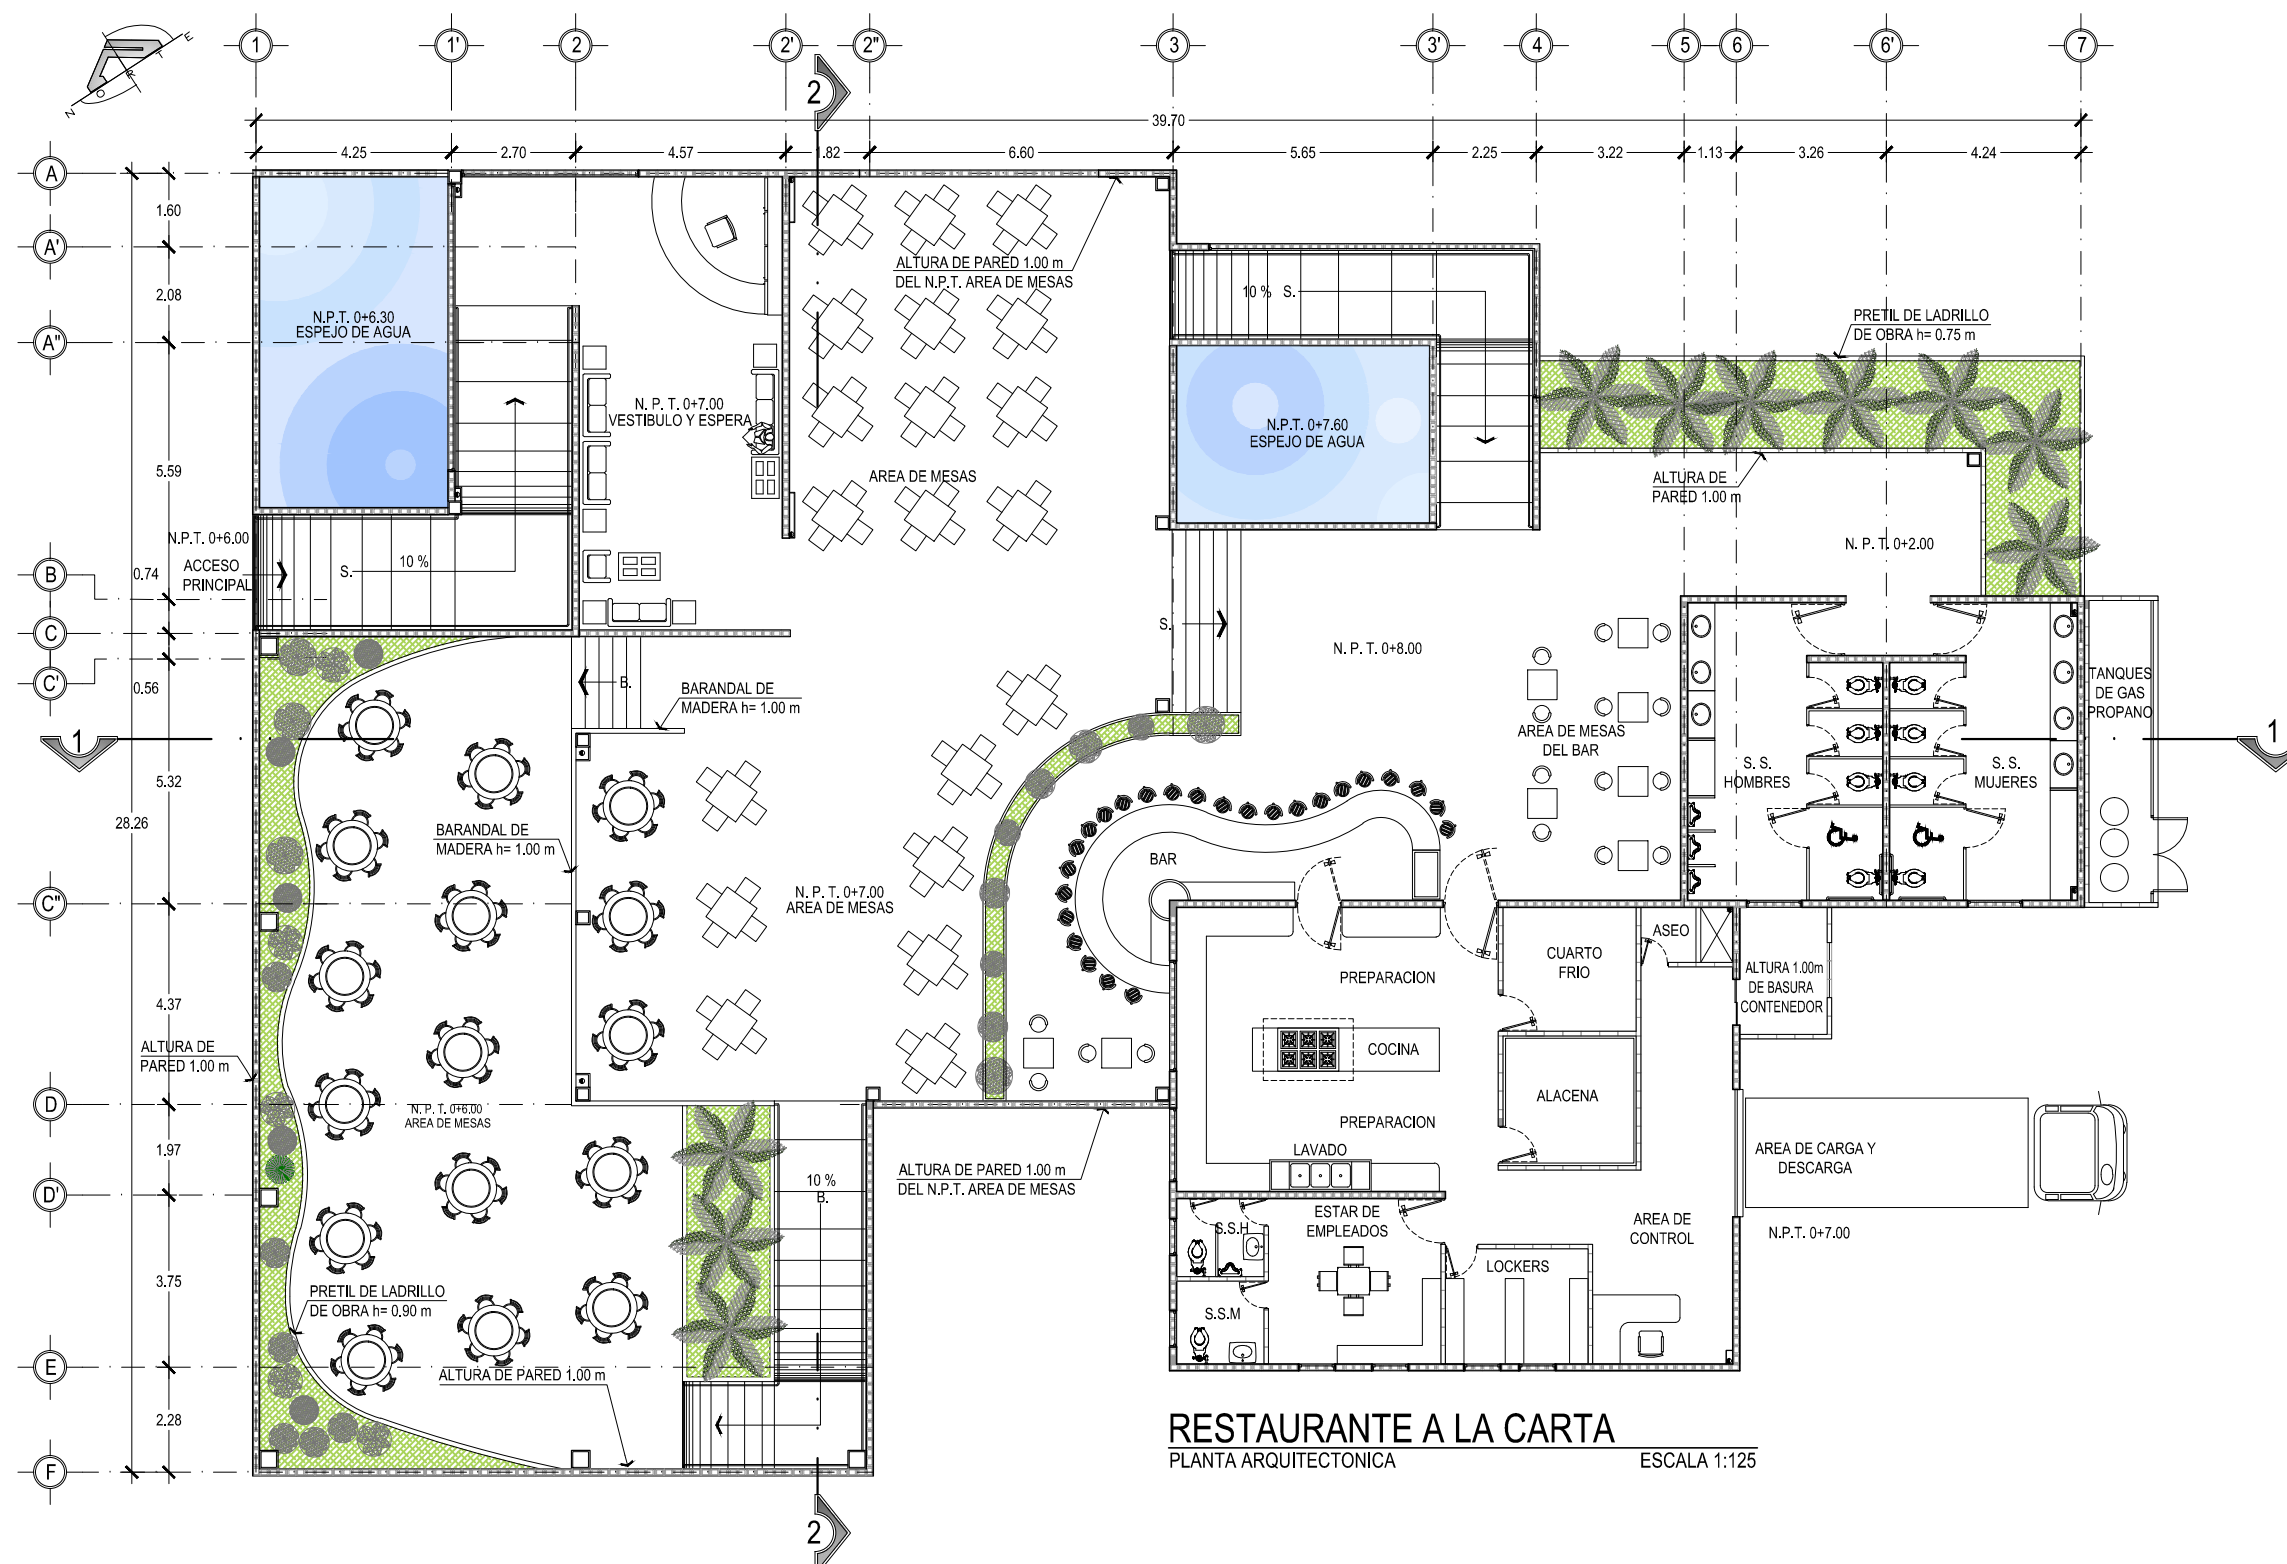 N
O
R
T
E
1
1'
2
2'
2"
3
3'
4
5
6
6'
7
2
39.70
4.25
2.70
4.57
1.82
6.60
5.65
2.25
3.22
1.13
3.26
4.24
A
A'
A"
B
C
C'
C"
D
D'
E
F
1.60
2.08
5.59
0.74
0.56
5.32
28.26
4.37
1.97
3.75
2.28
N.P.T. 0+6.30
ESPEJO DE AGUA
ALTURA DE PARED 1.00 m
DEL N.P.T. AREA DE MESAS
10 % S.
PRETIL DE LADRILLO
DE OBRA h= 0.75 m
N. P. T. 0+7.00
VESTIBULO Y ESPERA
N.P.T. 0+7.60
ESPEJO DE AGUA
AREA DE MESAS
ALTURA DE
PARED 1.00 m
N.P.T. 0+6.00
ACCESO
PRINCIPAL
S.
10 %
N. P. T. 0+2.00
S.
N. P. T. 0+8.00
B.
BARANDAL DE
MADERA h= 1.00 m
TANQUES
DE GAS
PROPANO
1
1
AREA DE MESAS
DEL BAR
S. S.
HOMBRES
S. S.
MUJERES
BARANDAL DE
MADERA h= 1.00 m
BAR
N. P. T. 0+7.00
AREA DE MESAS
ASEO
CUARTO
FRIO
PREPARACION
ALTURA 1.00m
DE BASURA
CONTENEDOR
ALTURA DE
PARED 1.00 m
COCINA
ALACENA
N. P. T. 0+6.00
AREA DE MESAS
PREPARACION
LAVADO
AREA DE CARGA Y
DESCARGA
ALTURA DE PARED 1.00 m
DEL N.P.T. AREA DE MESAS
10 %
B.
S.S.H
ESTAR DE
EMPLEADOS
AREA DE
CONTROL
N.P.T. 0+7.00
LOCKERS
PRETIL DE LADRILLO
DE OBRA h= 0.90 m
S.S.M
ALTURA DE PARED 1.00 m
RESTAURANTE A LA CARTA
PLANTA ARQUITECTONICA ESCALA 1:125
2